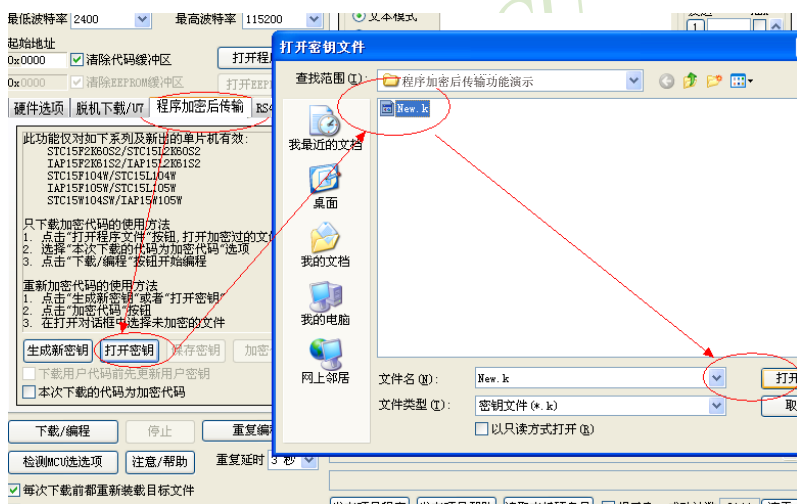 最低波特率 2400 最高波特率 115200
文本模式
起始地址
0x0000 清除代码缓冲区 打开程
0x0000 清除EEPROM缓冲区 打开EEP
硬件选项 脱机下载/U7 程序加密后传输 RS4
此功能仅对如下系列及新出的单片机有效:
STC15F2K60S2/STC15L2K60S2
IAP15F2K61S2/IAP15L2K61S2
STC15F104W/STC15L104W
IAP15F105W/STC15L105W
STC15W104SW/IAP15W105W
只下载加密代码的使用方法
1. 点击"打开程序文件"按钮,打开加密过的文
2. 选择"本次下载的代码为加密代码"选项
3. 点击"下载/编程"按钮开始编程
重新加密代码的使用方法
1. 点击"生成新密钥"或者"打开密钥"
2. 点击"加密代码"按钮
3. 在打开对话框中选择未加密的文件
生成新密钥 打开密钥 保存密钥 加密
下载用户代码前先更新用户密钥
本次下载的代码为加密代码
下载/编程 停止 重复编
检测MCU选选项 注意/帮助 重复延时 3 秒
每次下载前都重新装载目标文件
打开密钥文件
查找范围(I): 程序加密后传输功能演示
New.k
我最近的文档
桌面
我的文档
我的电脑
网上邻居
文件名(N): New.k 打开
文件类型(T): 密钥文件(*.k) 取
以只读方式打开(R)